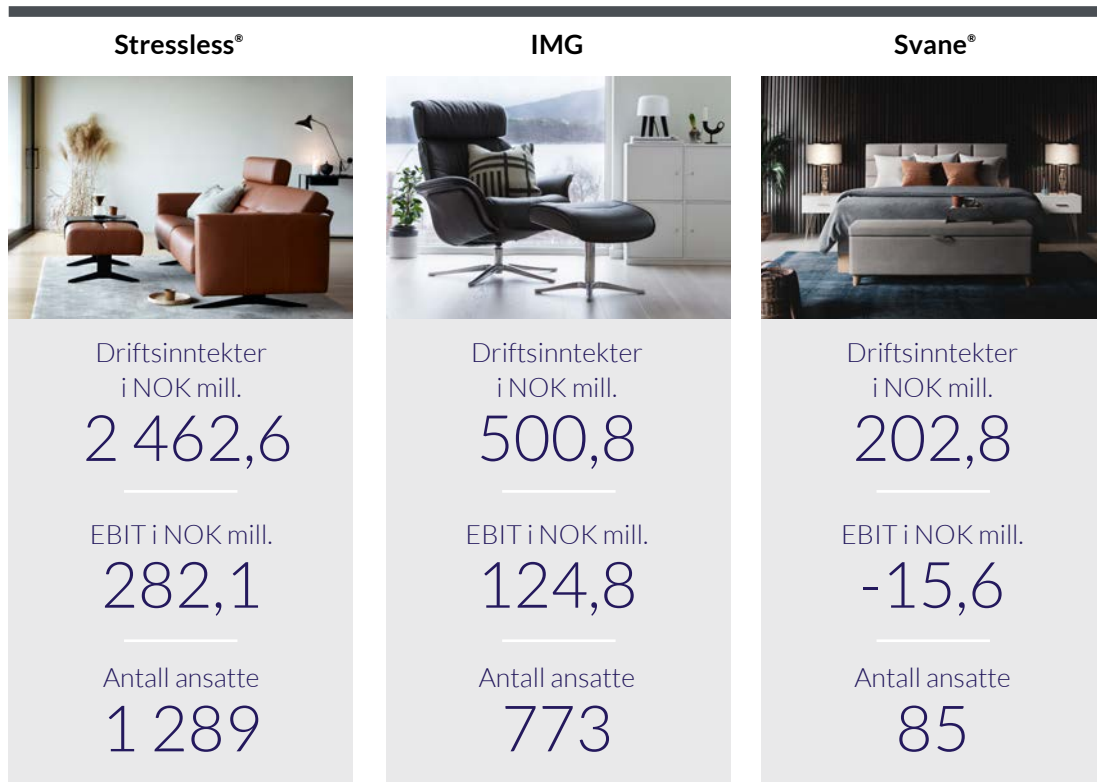 Stressless®
Driftsinntekter
i NOK mill.
2 462,6
EBIT i NOK mill.
282,1
Antall ansatte
1 289
IMG
Driftsinntekter
i NOK mill.
500,8
EBIT i NOK mill.
124,8
Antall ansatte
773
Svane®
Driftsinntekter
i NOK mill.
202,8
EBIT i NOK mill.
-15,6
Antall ansatte
85